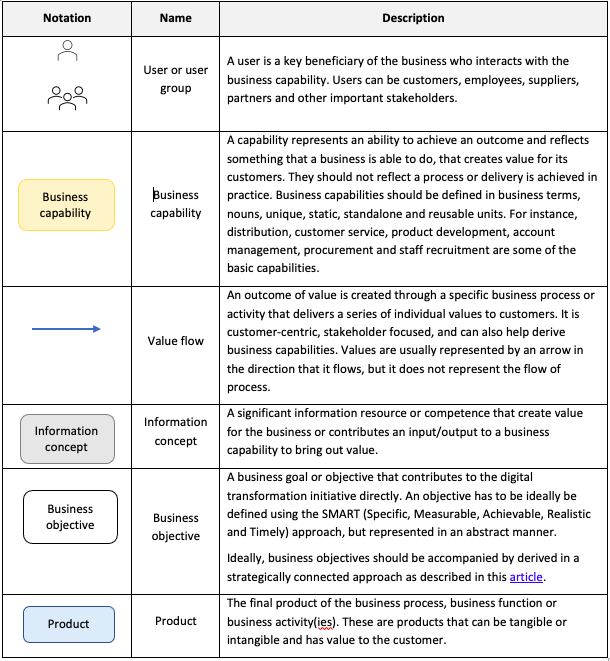 Notation
Name
Description
User or user
group
A user is a key beneficiary of the business who interacts with the
business capability. Users can be customers, employees, suppliers,
partners and other important stakeholders.
Business
capability
Business
capability
A capability represents an ability to achieve an outcome and reflects
something that a business is able to do, that creates value for its
customers. They should not reflect a process or delivery is achieved in
practice. Business capabilities should be defined in business terms,
nouns, unique, static, standalone and reusable units. For instance,
distribution, customer service, product development, account
management, procurement and staff recruitment are some of the
basic capabilities.
Value flow
An outcome of value is created through a specific business process or
activity that delivers a series of individual values to customers. It is
customer-centric, stakeholder focused, and can also help derive
business capabilities. Values are usually represented by an arrow in
the direction that it flows, but it does not represent the flow of
process.
Information
concept
Information
concept
A significant information resource or competence that create value
for the business or contributes an input/output to a business
capability to bring out value.
Business
objective
Business
objective
A business goal or objective that contributes to the digital
transformation initiative directly. An objective has to be ideally be
defined using the SMART (Specific, Measurable, Achievable, Realistic
and Timely) approach, but represented in an abstract manner.
Ideally, business objectives should be accompanied by derived in a
strategically connected approach as described in this article.
Product
Product
The final product of the business process, business function or
business activity(ies). These are products that can be tangible or
intangible and has value to the customer.